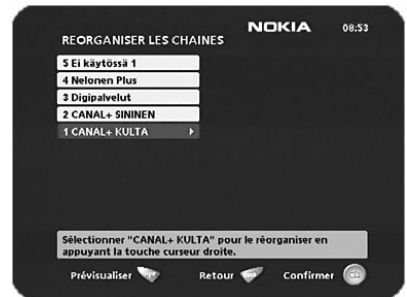 NOKIA 08:53
REORGANISER LES CHAINES
5 Ei käytössä 1
4 Nelonen Plus
3 Digipalvelut
2 CANAL+ SININEN
1 CANAL+ KULTA
Sélectionner "CANAL+ KULTA" pour le réorganiser en
appuyant la touche curseur droite.
Prévisualiser Retour Confirmer